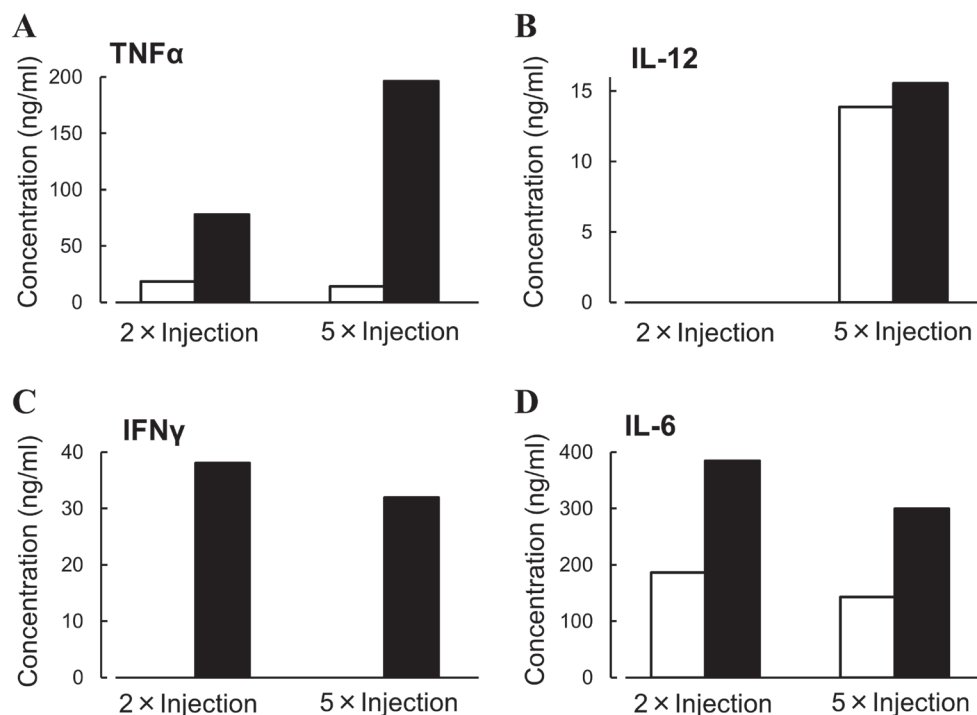 A
TNFα
Concentration (ng/ml)
200
150
100
50
0
2 × Injection
5 × Injection
B
IL-12
Concentration (ng/ml)
15
10
5
0
2 × Injection
5 × Injection
C
IFNγ
Concentration (ng/ml)
40
30
20
10
0
2 × Injection
5 × Injection
D
IL-6
Concentration (ng/ml)
400
300
200
100
0
2 × Injection
5 × Injection